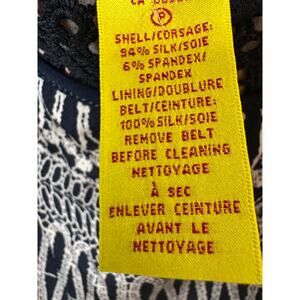 P
SHELL/CORSAGE:
94% SILK/SOIE
6% SPANDEX/
SPANDEX
LINING/DOUBLURE
BELT/CEINTURE:
100% SILK/SOIE
REMOVE BELT
BEFORE CLEANING
NETTOYAGE
À SEC
ENLEVER CEINTURE
AVANT LE
NETTOYAGE